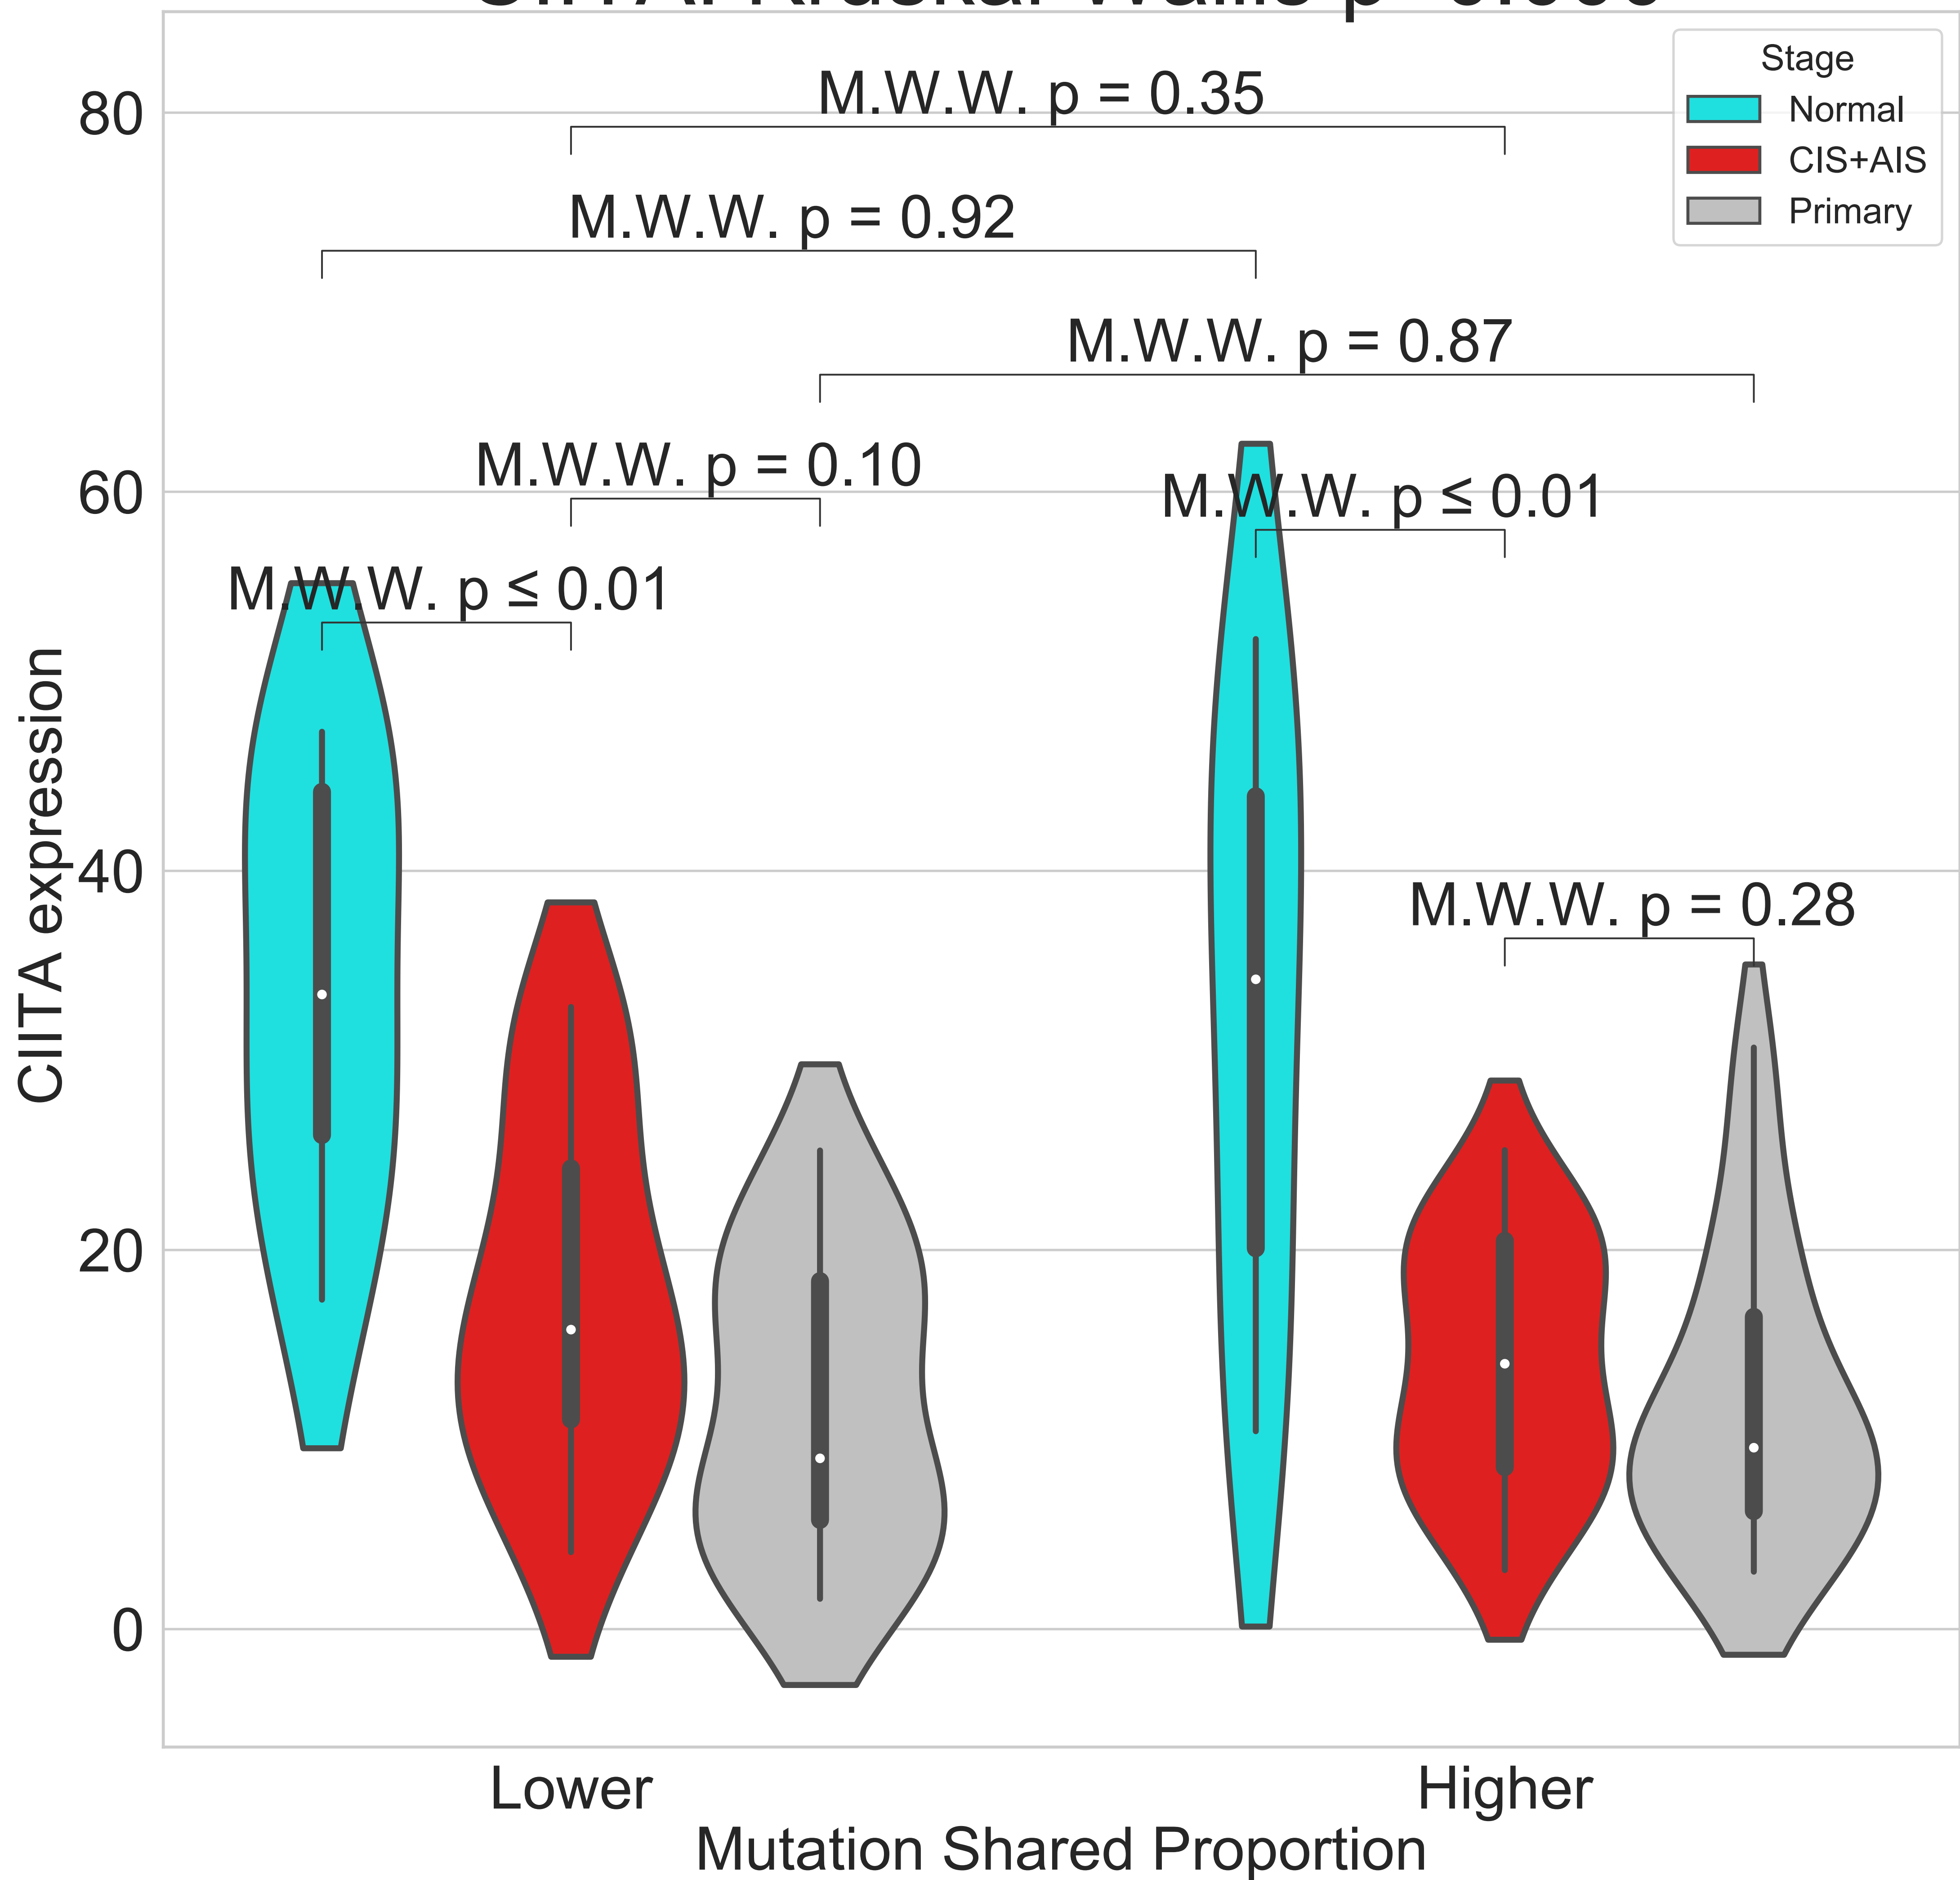 Stage
Normal
CIS+AIS
Primary
M.W.W. p = 0.35
M.W.W. p = 0.92
M.W.W. p = 0.87
M.W.W. p = 0.10
M.W.W. p ≤ 0.01
M.W.W. p ≤ 0.01
M.W.W. p = 0.28
80
60
40
20
0
CIITA expression
Lower
Higher
Mutation Shared Proportion